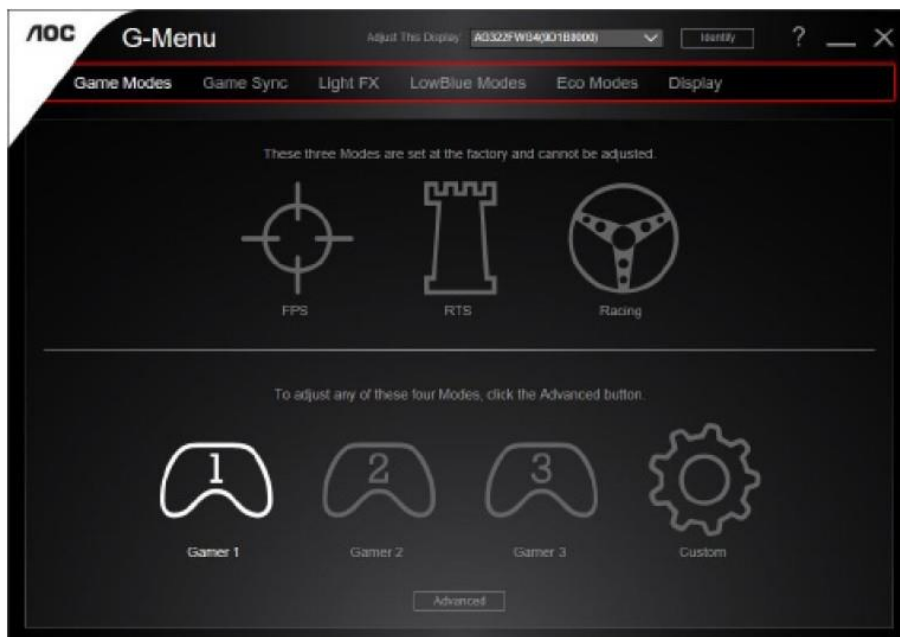 AOC G-Menu Adjust This Display AG322FWG4(9D1B0000) Identify ?
Game Modes Game Sync Light FX LowBlue Modes Eco Modes Display
These three Modes are set at the factory and cannot be adjusted.
FPS RTS Racing
To adjust any of these four Modes, click the Advanced button.
1 2 3
Gamer 1 Gamer 2 Gamer 3 Custom
Advanced